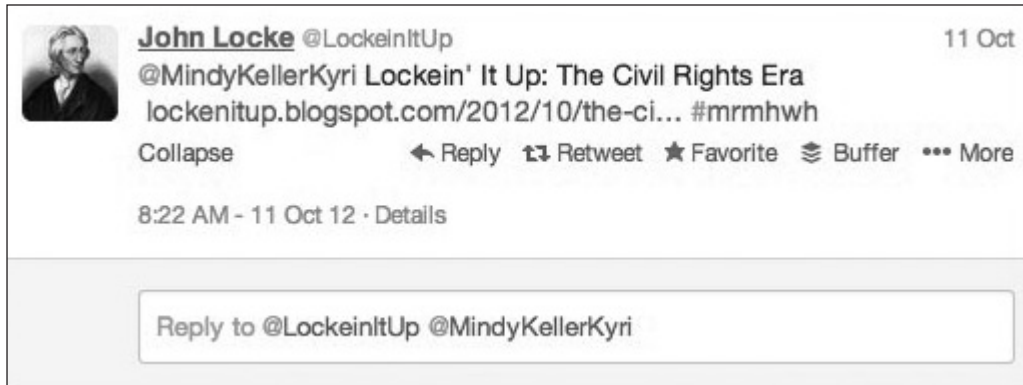 John Locke @LockeinItUp 11 Oct
@MindyKellerKyri Lockein' It Up: The Civil Rights Era
lockenitup.blogspot.com/2012/10/the-ci... #mrmhwh
Collapse Reply Retweet Favorite Buffer More
8:22 AM - 11 Oct 12 · Details
Reply to @LockeinItUp @MindyKellerKyri